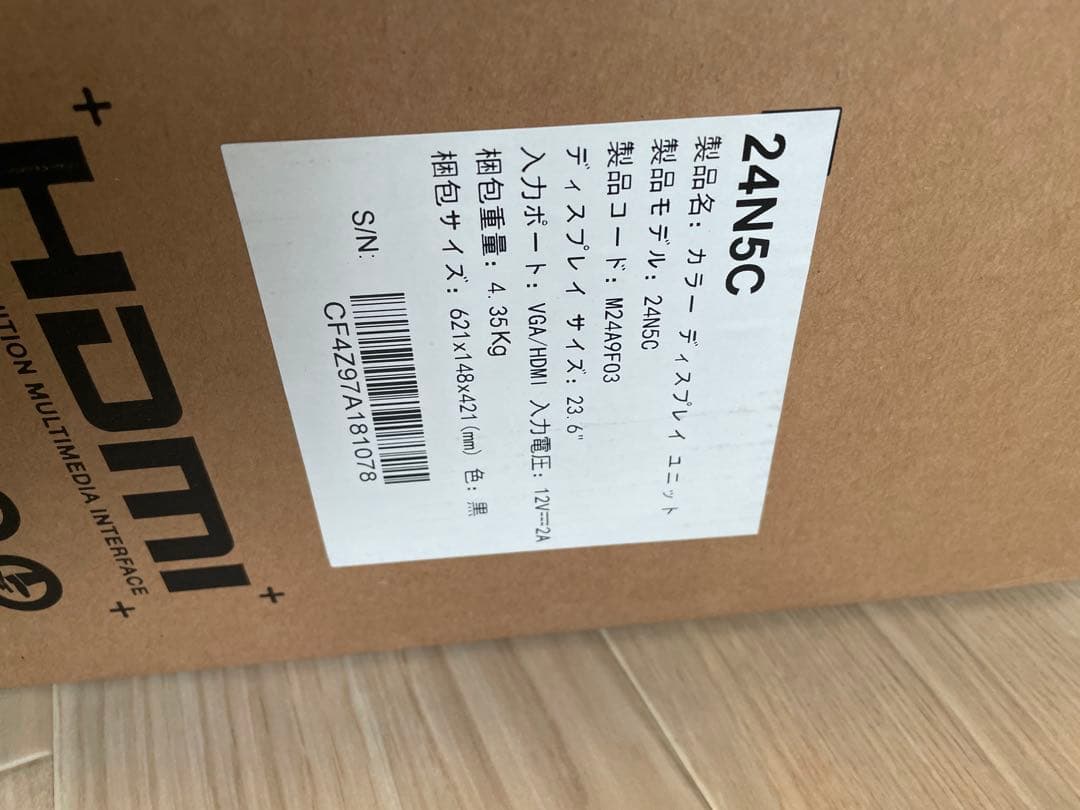 24N5C
製品名: カラー ディスプレイ ユニット
製品モデル: 24N5C
製品コード: M24A9F03
ディスプレイ サイズ: 23.6"
入力ポート: VGA/HDMI 入力電圧: 12V⎓2A
梱包重量: 4.35Kg
梱包サイズ: 621x148x421(mm) 色: 黒
S/N:
CF4Z97A181078
HDMI
MULTIMEDIA INTERFACE